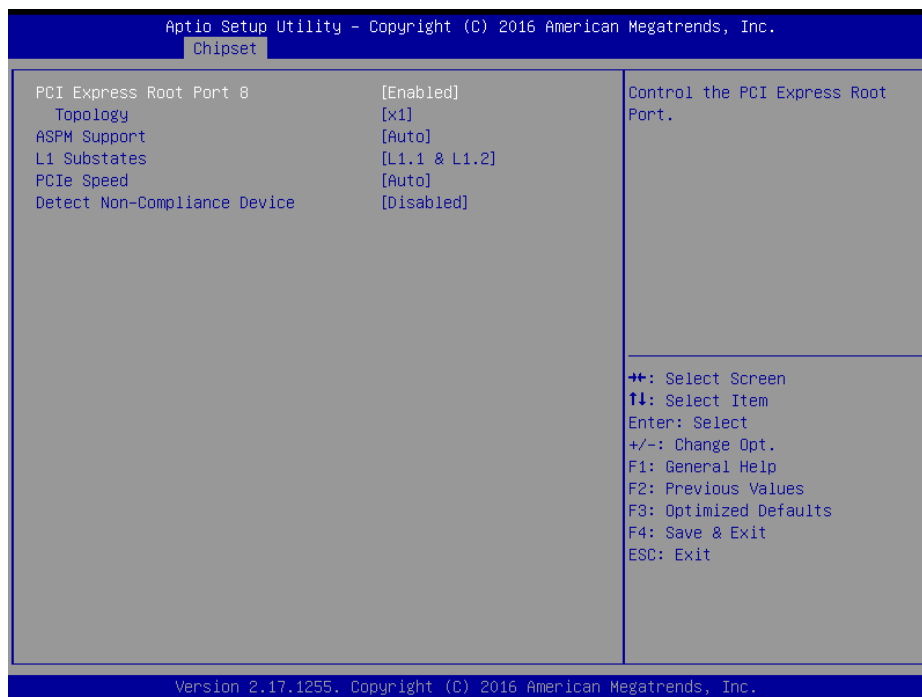 Aptio Setup Utility - Copyright (C) 2016 American Megatrends, Inc.
Chipset
PCI Express Root Port 8 [Enabled]
Topology [x1]
ASPM Support [Auto]
L1 Substates [L1.1 & L1.2]
PCIe Speed [Auto]
Detect Non-Compliance Device [Disabled]
Control the PCI Express Root
Port.
→←: Select Screen
↑↓: Select Item
Enter: Select
+/-: Change Opt.
F1: General Help
F2: Previous Values
F3: Optimized Defaults
F4: Save & Exit
ESC: Exit
Version 2.17.1255. Copyright (C) 2016 American Megatrends, Inc.